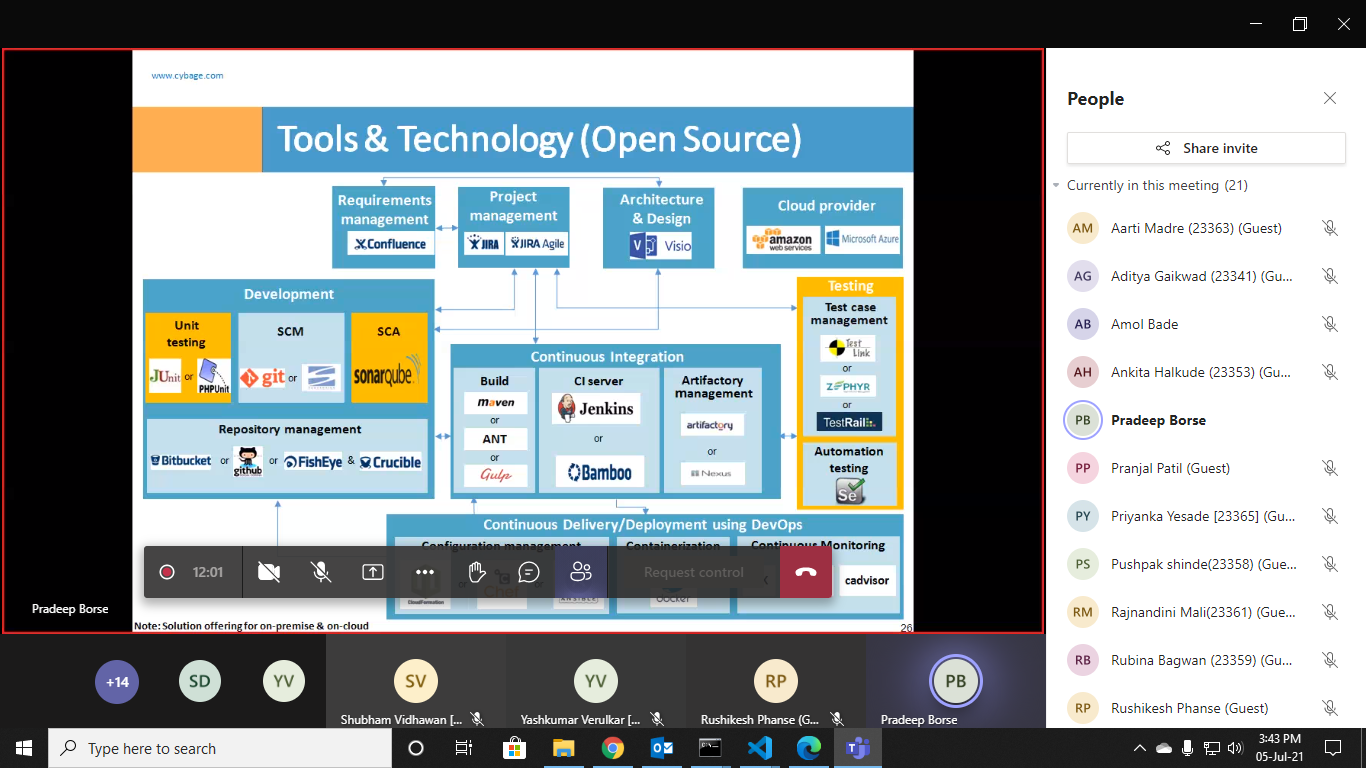 www.cybage.com
Tools & Technology (Open Source)
Requirements
management
Confluence
Project
management
JIRA
JIRA Agile
Architecture
& Design
Visio
Cloud provider
amazon
web services
Microsoft Azure
Development
Unit
testing
JUnit or PHPUnit
SCM
git or
SCA
sonarqube
Repository management
Bitbucket or github or FishEye & Crucible
Continuous Integration
Build
maven
or
ANT
or
Gulp
CI server
Jenkins
or
Bamboo
Artifactory
management
artifactory
or
Nexus
Testing
Test case
management
Test
Link
or
ZEPHYR
or
TestRail
Automation
testing
Se
Continuous Delivery/Deployment using DevOps
Configuration management
Containerization
Continuous Monitoring
CloudFormation
ANSIBLE
docker
cadvisor
12:01
Request control
Pradeep Borse
Note: Solution offering for on-premise & on-cloud
26
+14
SD
YV
SV
Shubham Vidhawan [...
YV
Yashkumar Verulkar [...
RP
Rushikesh Phanse (G...
PB
Pradeep Borse
People
Share invite
Currently in this meeting (21)
AM Aarti Madre (23363) (Guest)
AG Aditya Gaikwad (23341) (Gu...
AB Amol Bade
AH Ankita Halkude (23353) (Gu...
PB Pradeep Borse
PP Pranjal Patil (Guest)
PY Priyanka Yesade [23365] (Gu...
PS Pushpak shinde(23358) (Gue...
RM Rajnandini Mali(23361) (Gue...
RB Rubina Bagwan (23359) (Gu...
RP Rushikesh Phanse (Guest)
Type here to search
3:43 PM
05-Jul-21